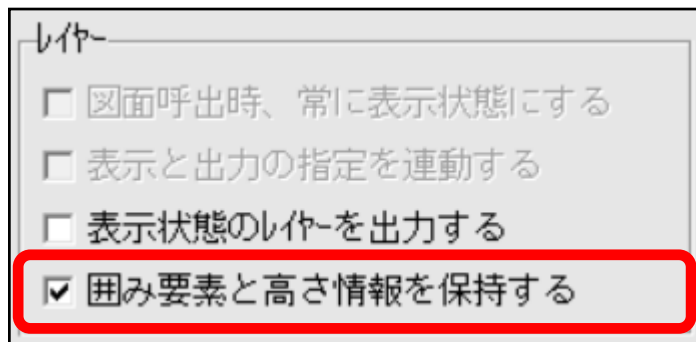 ﾚｲﾔｰ
図面呼出時、常に表示状態にする
表示と出力の指定を連動する
表示状態のﾚｲﾔｰを出力する
囲み要素と高さ情報を保持する